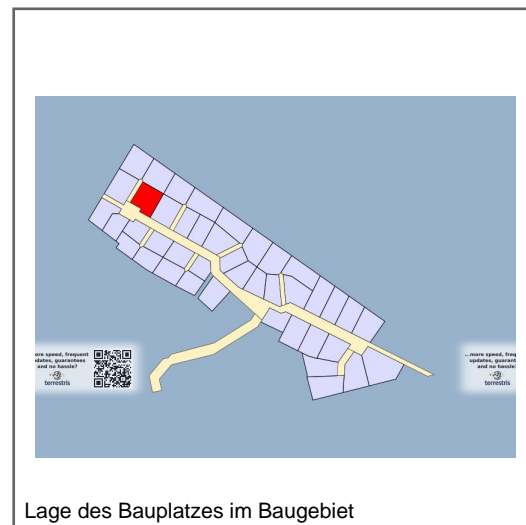 ore speed, frequent
updates, guarantees
and no hassle?
terrestris
...more speed, freq
updates, guarant
and no hassle
terrestris
Lage des Bauplatzes im Baugebiet